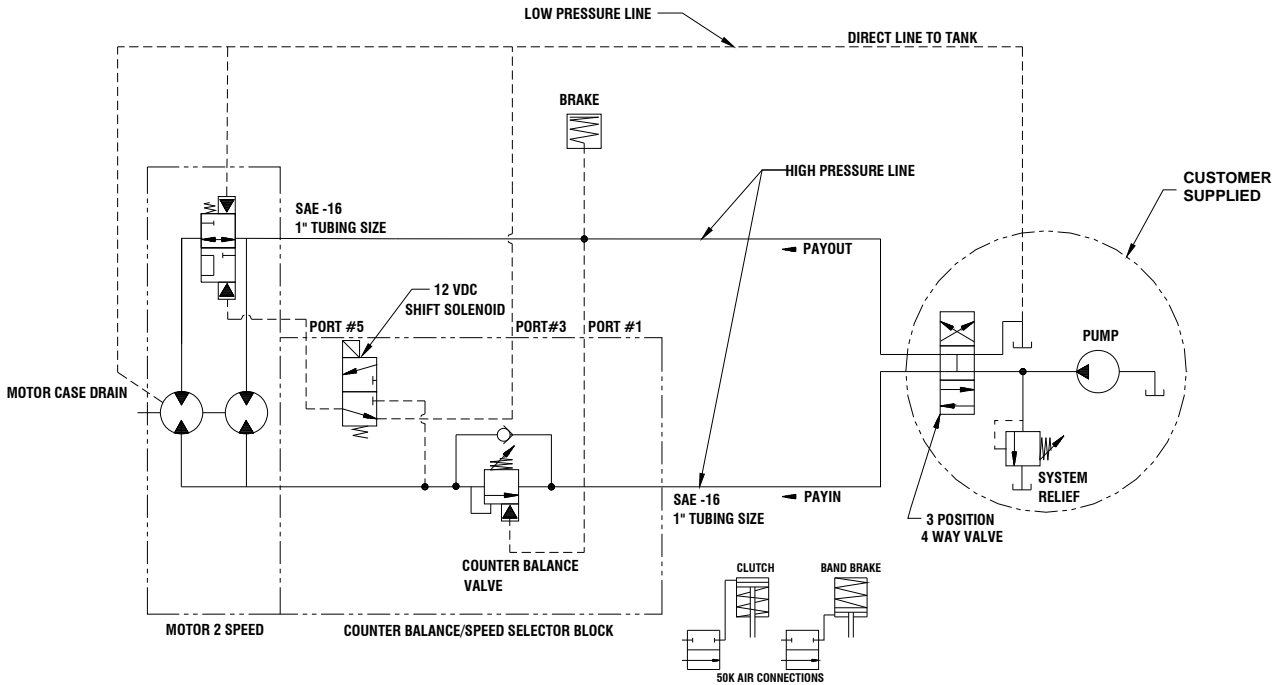 LOW PRESSURE LINE
DIRECT LINE TO TANK
BRAKE
HIGH PRESSURE LINE
CUSTOMER
SUPPLIED
SAE -16
1" TUBING SIZE
PAYOUT
12 VDC
SHIFT SOLENOID
PORT #5
PORT#3
PORT #1
PUMP
MOTOR CASE DRAIN
SYSTEM
RELIEF
SAE -16
1" TUBING SIZE
PAYIN
3 POSITION
4 WAY VALVE
COUNTER BALANCE
VALVE
CLUTCH
BAND BRAKE
MOTOR 2 SPEED
COUNTER BALANCE/SPEED SELECTOR BLOCK
50K AIR CONNECTIONS